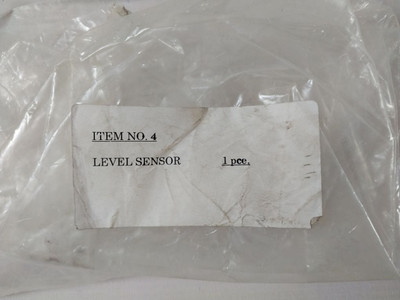 ITEM NO. 4
LEVEL SENSOR 1 pce.